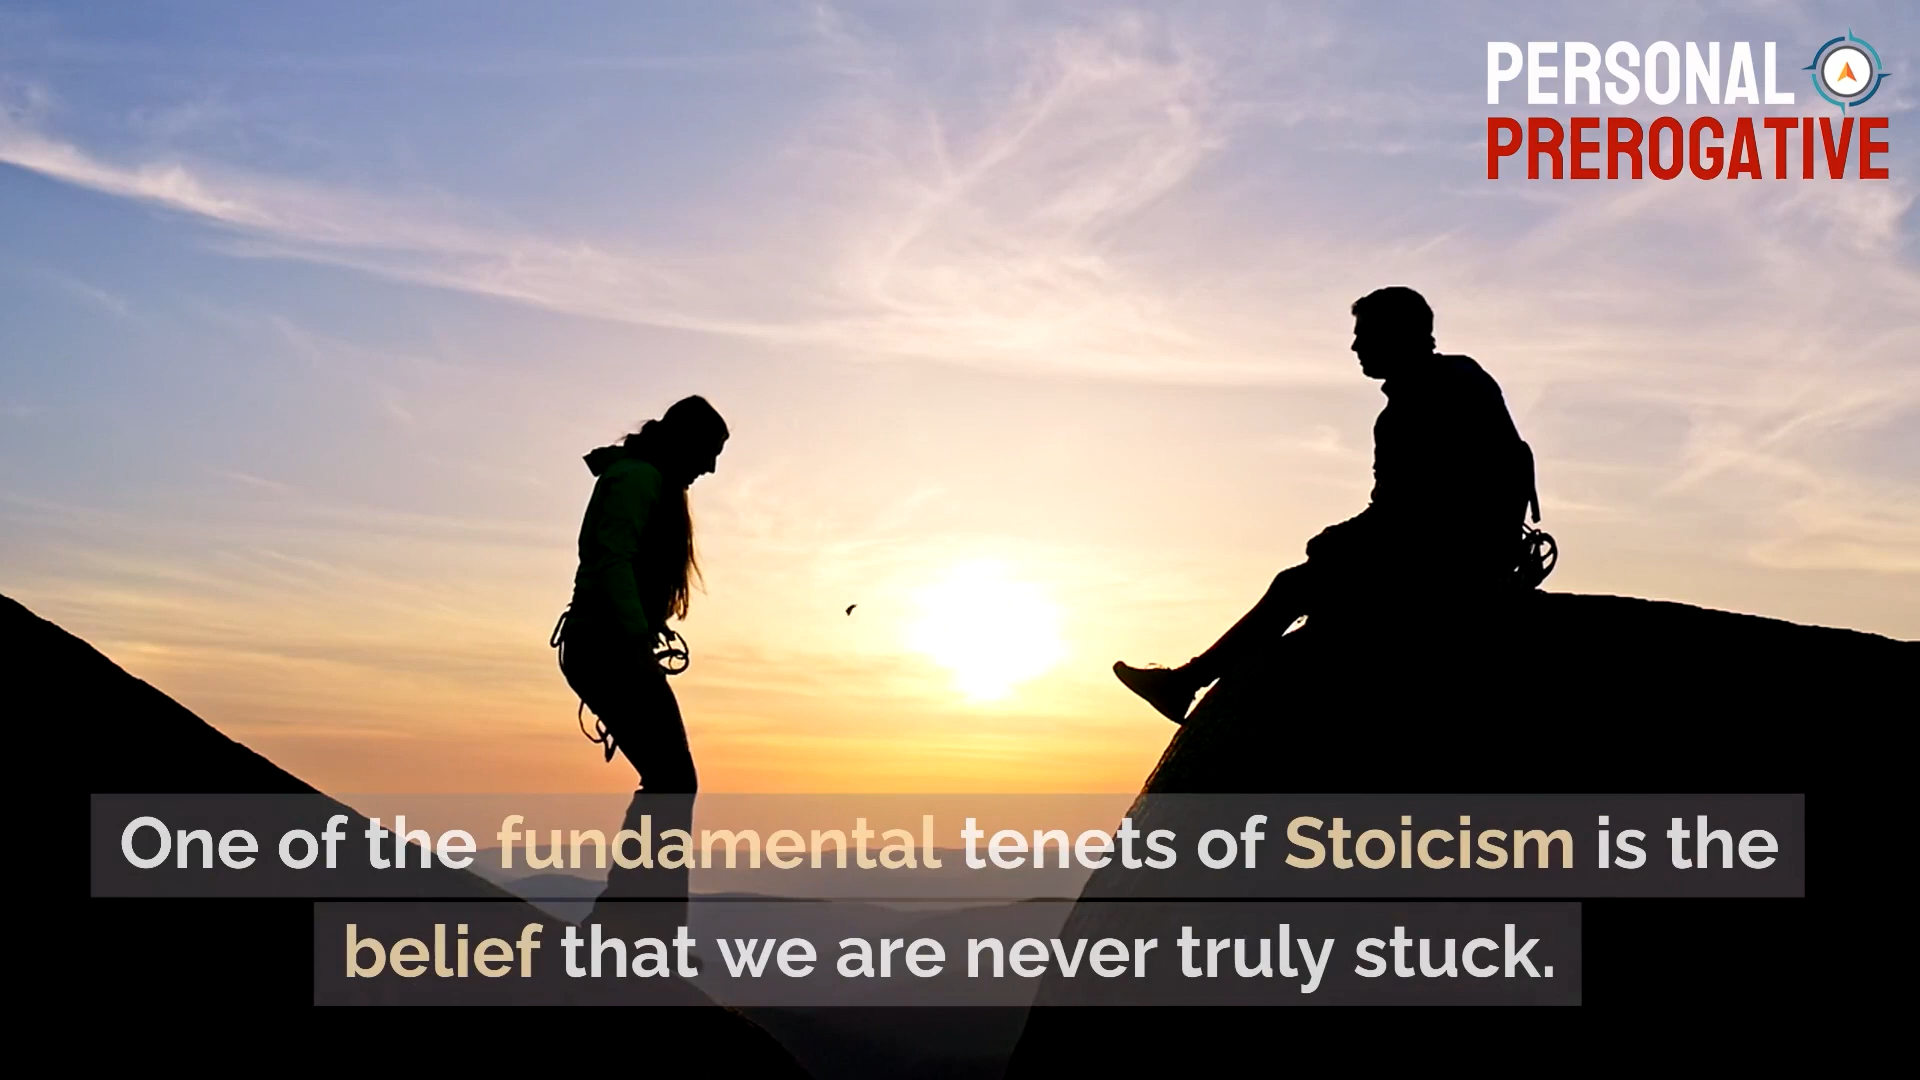 PERSONAL
PREROGATIVE
One of the fundamental tenets of Stoicism is the
belief that we are never truly stuck.